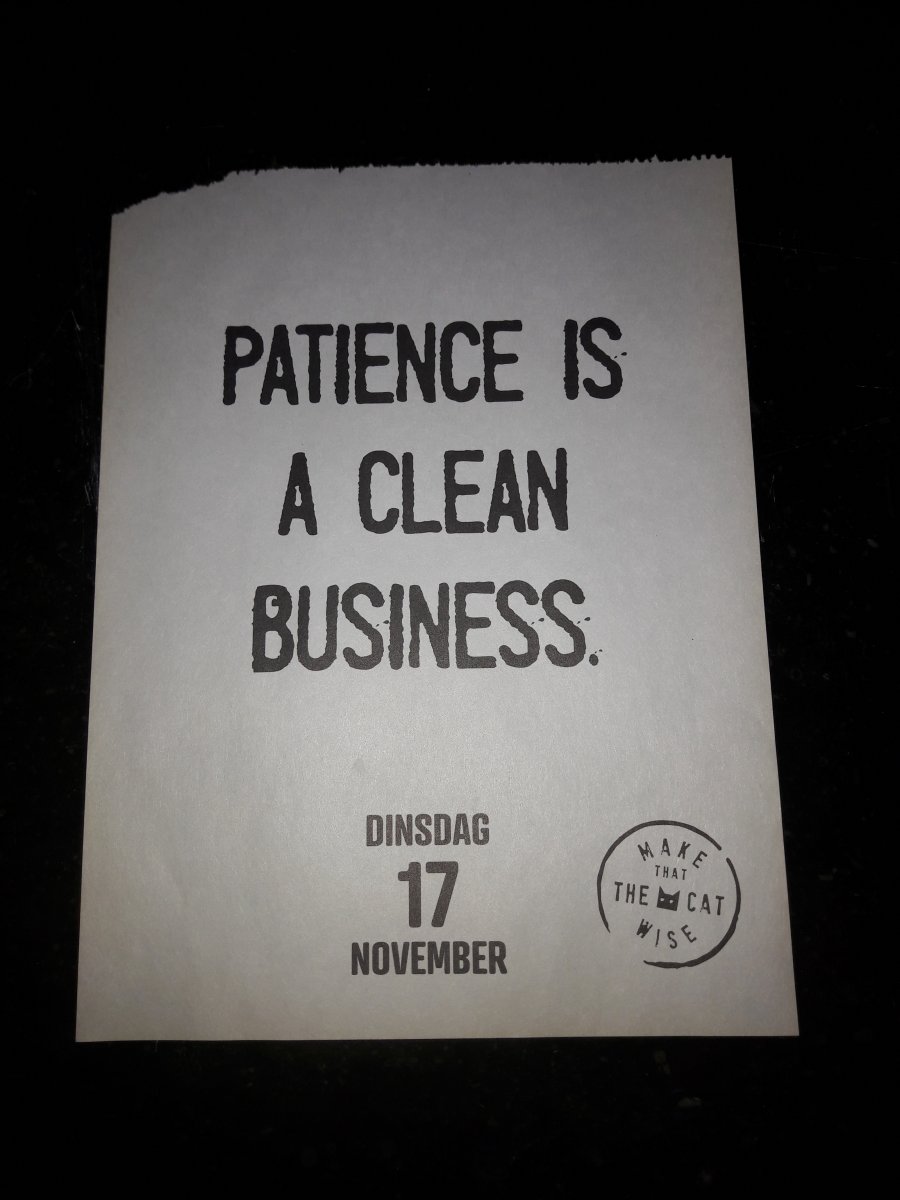 PATIENCE IS
A CLEAN
BUSINESS.
DINSDAG
17
NOVEMBER
MAKE
THAT
THE CAT
WISE